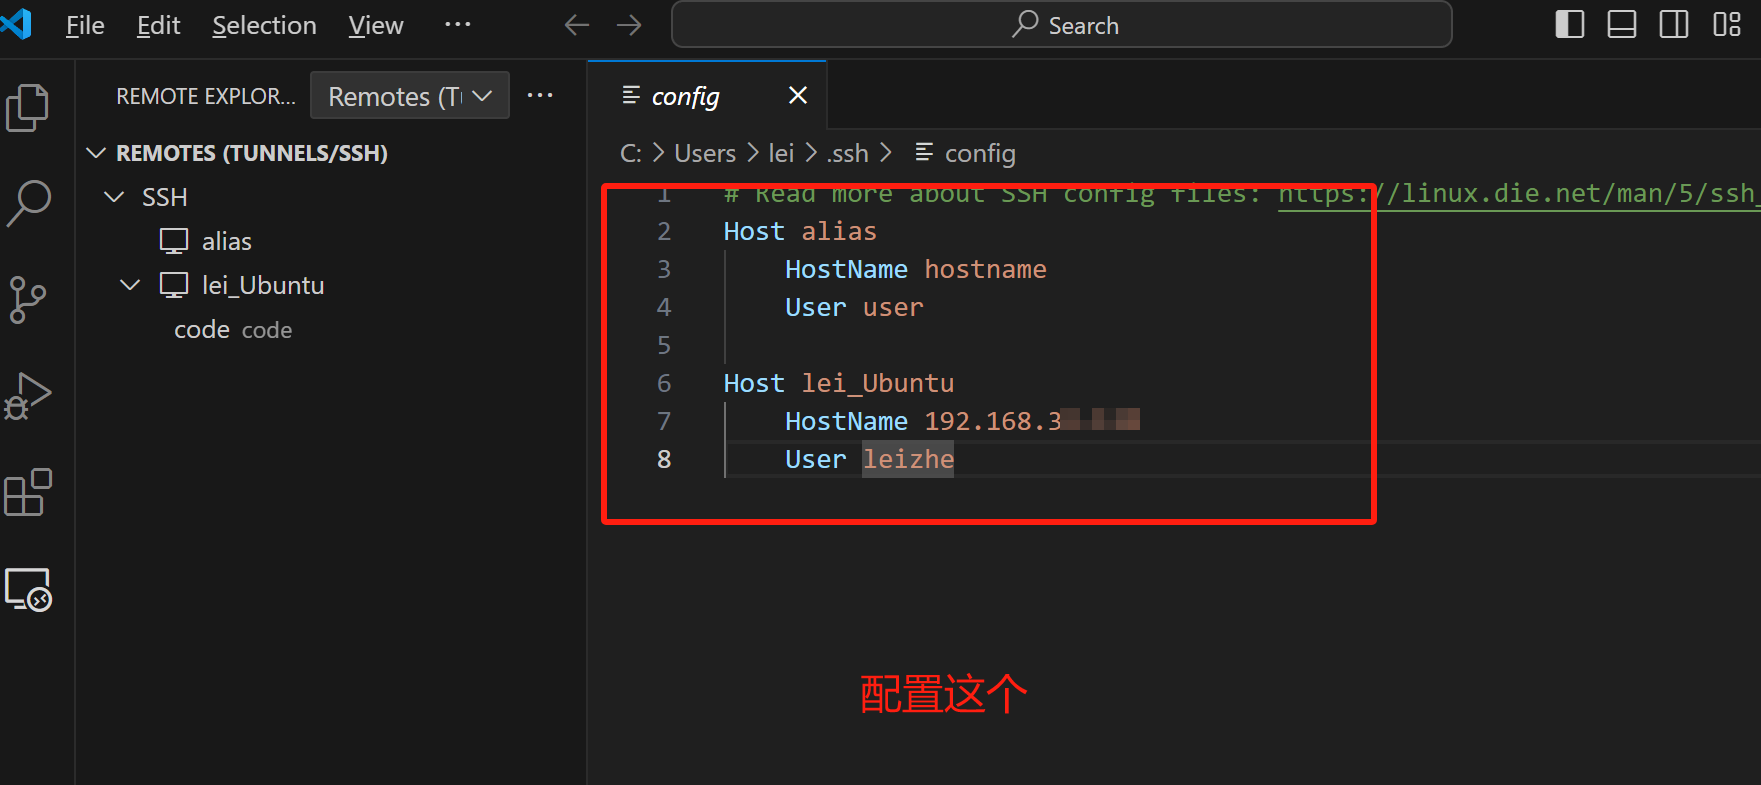 File Edit Selection View ···
Search
REMOTE EXPLOR... Remotes (T ···
config
REMOTES (TUNNELS/SSH)
SSH
alias
lei_Ubuntu
code code
C: > Users > lei > .ssh > config
1 # Read more about SSH config files: https://linux.die.net/man/5/ssh_
2 Host alias
3 HostName hostname
4 User user
5
6 Host lei_Ubuntu
7 HostName 192.168.3
8 User leizhe
配置这个